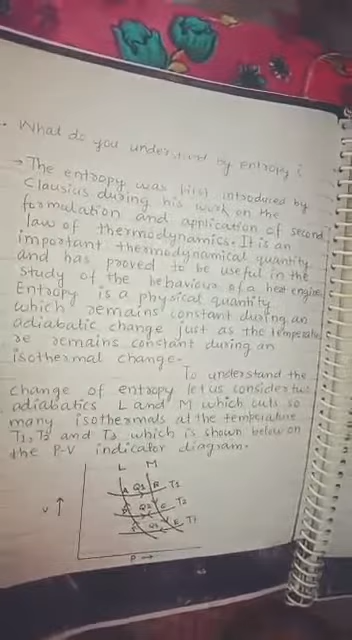 . What do you understand by entropy ?
→ The entropy was first introduced by
Clausius during his work on the
formulation and application of second
law of thermodynamics. It is an
important thermodynamical quantity
and has proved to be useful in the
study of the behaviour of a heat engine
Entropy is a physical quantity
which remains constant during an
adiabatic change just as the temperatu
re remains constant during an
isothermal change.
To understand the
change of entropy let us consider two
adiabatics L and M which cuts so
many isothermals at the temperature
T1, T2 and T3 which is shown below on
the P-V indicator diagram.
L M
A Q1 B T1
Q2 C T2
Q3 E T3
V ↑
P →